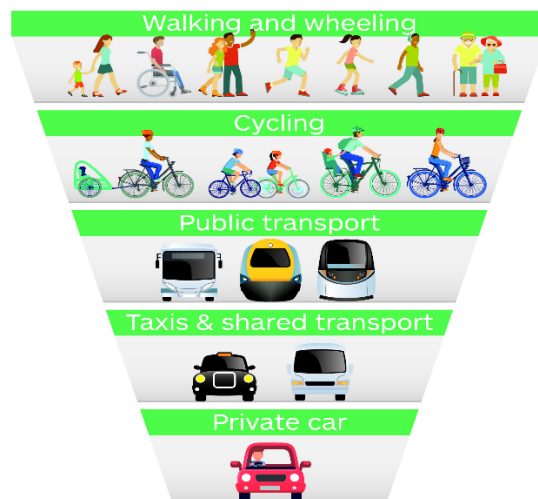 Walking and wheeling
Cycling
Public transport
Taxis & shared transport
Private car